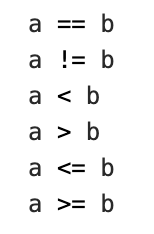 a == b
a != b
a < b
a > b
a <= b
a >= b